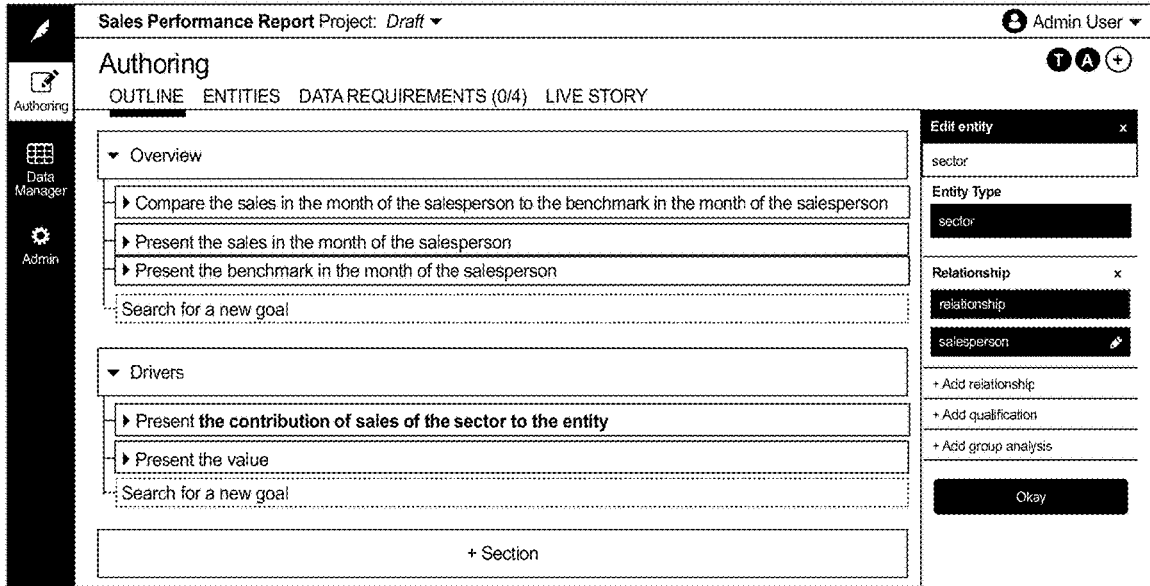 Sales Performance Report Project: Draft
Admin User
Authoring
T A +
OUTLINE ENTITIES DATA REQUIREMENTS (0/4) LIVE STORY
Authoring
Data
Manager
Admin
Overview
Compare the sales in the month of the salesperson to the benchmark in the month of the salesperson
Present the sales in the month of the salesperson
Present the benchmark in the month of the salesperson
Search for a new goal
Drivers
Present the contribution of sales of the sector to the entity
Present the value
Search for a new goal
+ Section
Edit entity x
sector
Entity Type
sector
Relationship x
relationship
salesperson
+ Add relationship
+ Add qualification
+ Add group analysis
Okay